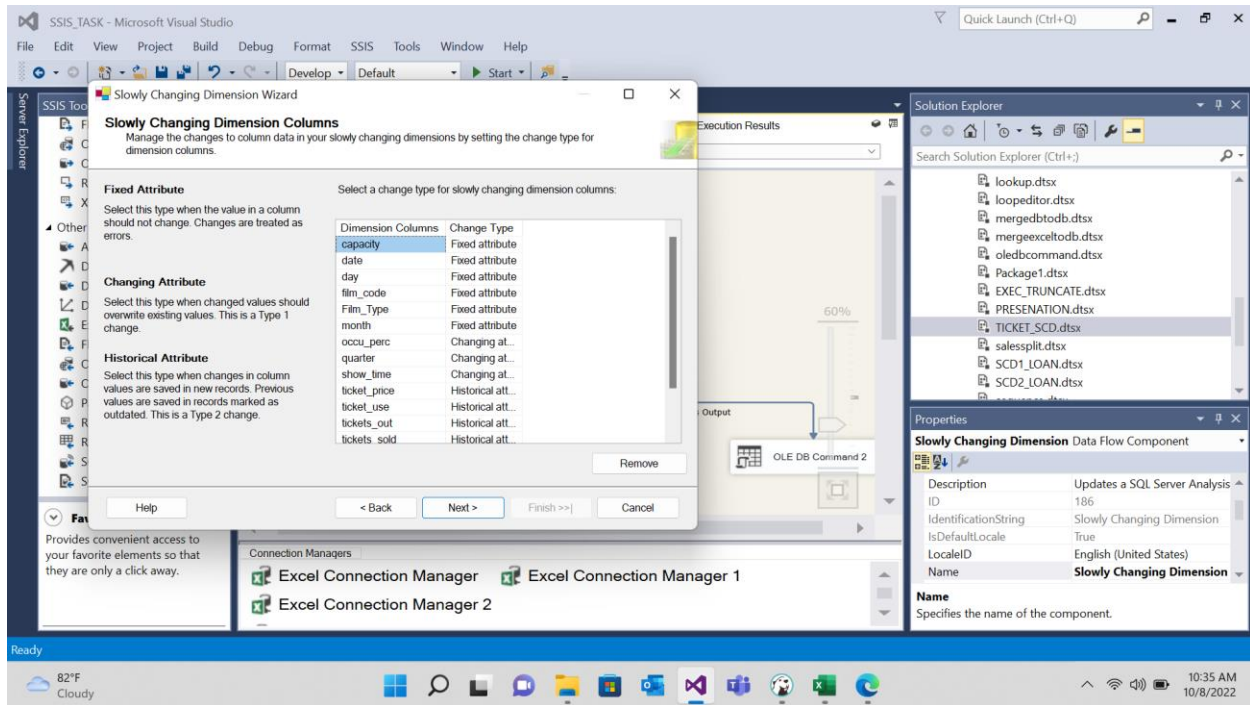 SSIS_TASK - Microsoft Visual Studio
Quick Launch (Ctrl+Q)
File Edit View Project Build Debug Format SSIS Tools Window Help
Develop Default Start
Server Explorer
SSIS Too
Other
Slowly Changing Dimension Wizard
Slowly Changing Dimension Columns
Manage the changes to column data in your slowly changing dimensions by setting the change type for
dimension columns.
Fixed Attribute
Select this type when the value in a column
should not change. Changes are treated as
errors.
Changing Attribute
Select this type when changed values should
overwrite existing values. This is a Type 1
change.
Historical Attribute
Select this type when changes in column
values are saved in new records. Previous
values are saved in records marked as
outdated. This is a Type 2 change.
Select a change type for slowly changing dimension columns:
Dimension Columns Change Type
capacity Fixed attribute
date Fixed attribute
day Fixed attribute
film_code Fixed attribute
Film_Type Fixed attribute
month Fixed attribute
occu_perc Changing at...
quarter Changing at...
show_time Changing at...
ticket_price Historical att...
ticket_use Historical att...
tickets_out Historical att...
tickets_sold Historical att...
Remove
Help < Back Next > Finish >>| Cancel
Execution Results
60%
Output
OLE DB Command 2
Fav
Provides convenient access to
your favorite elements so that
they are only a click away.
Connection Managers
Excel Connection Manager Excel Connection Manager 1
Excel Connection Manager 2
Solution Explorer
Search Solution Explorer (Ctrl+;)
lookup.dtsx
loopeditor.dtsx
mergedbtodb.dtsx
mergeexceltodb.dtsx
oledbcommand.dtsx
Package1.dtsx
EXEC_TRUNCATE.dtsx
PRESENATION.dtsx
TICKET_SCD.dtsx
salessplit.dtsx
SCD1_LOAN.dtsx
SCD2_LOAN.dtsx
Properties
Slowly Changing Dimension Data Flow Component
Description Updates a SQL Server Analysis
ID 186
IdentificationString Slowly Changing Dimension
IsDefaultLocale True
LocaleID English (United States)
Name Slowly Changing Dimension
Name
Specifies the name of the component.
Ready
82°F
Cloudy
10:35 AM
10/8/2022